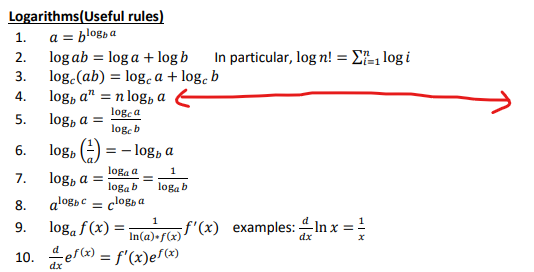 Logarithms(Useful rules)
1. a = b^{log_b a}
2. log ab = log a + log b In particular, log n! = Σ_{i=1}^{n} log i
3. log_c(ab) = log_c a + log_c b
4. log_b a^n = n log_b a
5. log_b a = \frac{log_c a}{log_c b}
6. log_b (\frac{1}{a}) = − log_b a
7. log_b a = \frac{log_a a}{log_a b} = \frac{1}{log_a b}
8. a^{log_b c} = c^{log_b a}
9. log_a f(x) = \frac{1}{ln(a)*f(x)} f'(x) examples: \frac{d}{dx} ln x = \frac{1}{x}
10. \frac{d}{dx} e^{f(x)} = f'(x)e^{f(x)}